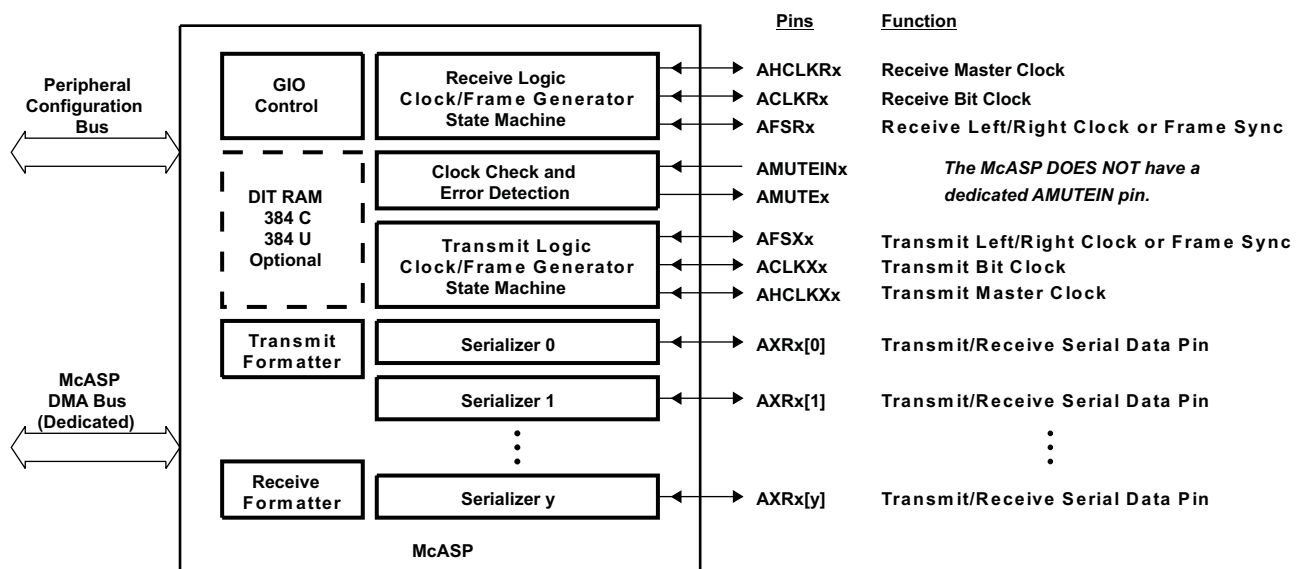 Pins
Function
Peripheral
Configuration
Bus
GIO
Control
Receive Logic
Clock/Frame Generator
State Machine
AHCLKRx
Receive Master Clock
ACLKRx
Receive Bit Clock
AFSRx
Receive Left/Right Clock or Frame Sync
DIT RAM
384 C
384 U
Optional
Clock Check and
Error Detection
AMUTEINx
AMUTEx
The McASP DOES NOT have a
dedicated AMUTEIN pin.
Transmit Logic
Clock/Frame Generator
State Machine
AFSXx
Transmit Left/Right Clock or Frame Sync
ACLKXx
Transmit Bit Clock
AHCLKXx
Transmit Master Clock
Transmit
Formatter
Serializer 0
AXRx[0]
Transmit/Receive Serial Data Pin
McASP
DMA Bus
(Dedicated)
Serializer 1
AXRx[1]
Transmit/Receive Serial Data Pin
Receive
Formatter
Serializer y
AXRx[y]
Transmit/Receive Serial Data Pin
McASP